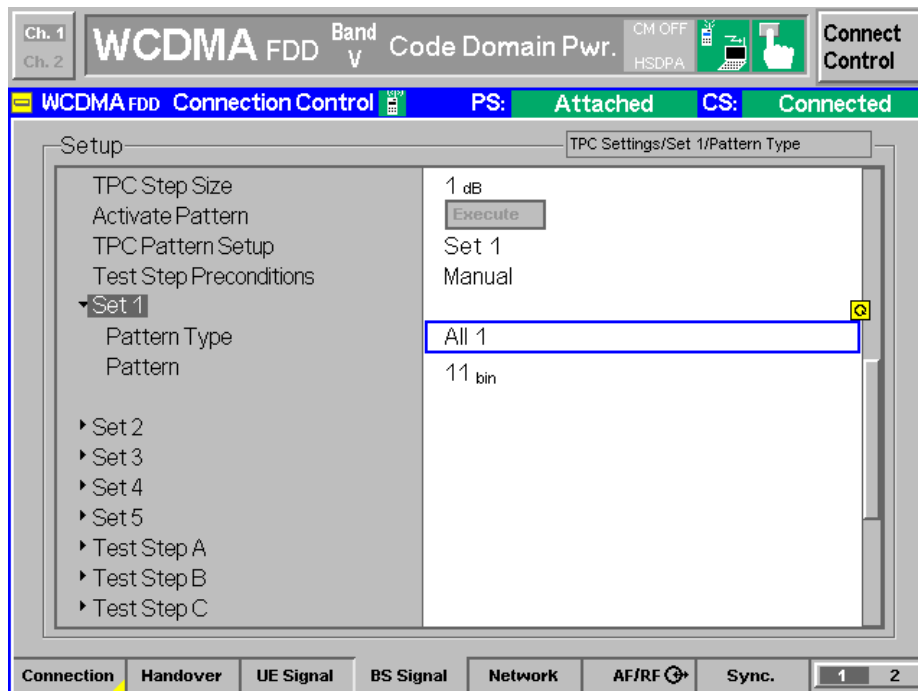 Ch. 1
Ch. 2
WCDMA FDD Band V Code Domain Pwr.
CM OFF
HSDPA
Connect Control
WCDMA FDD Connection Control PS: Attached CS: Connected
Setup TPC Settings/Set 1/Pattern Type
TPC Step Size 1 dB
Activate Pattern Execute
TPC Pattern Setup Set 1
Test Step Preconditions Manual
Set 1
Pattern Type All 1
Pattern 11 bin
Set 2
Set 3
Set 4
Set 5
Test Step A
Test Step B
Test Step C
Connection Handover UE Signal BS Signal Network AF/RF Sync. 1 2